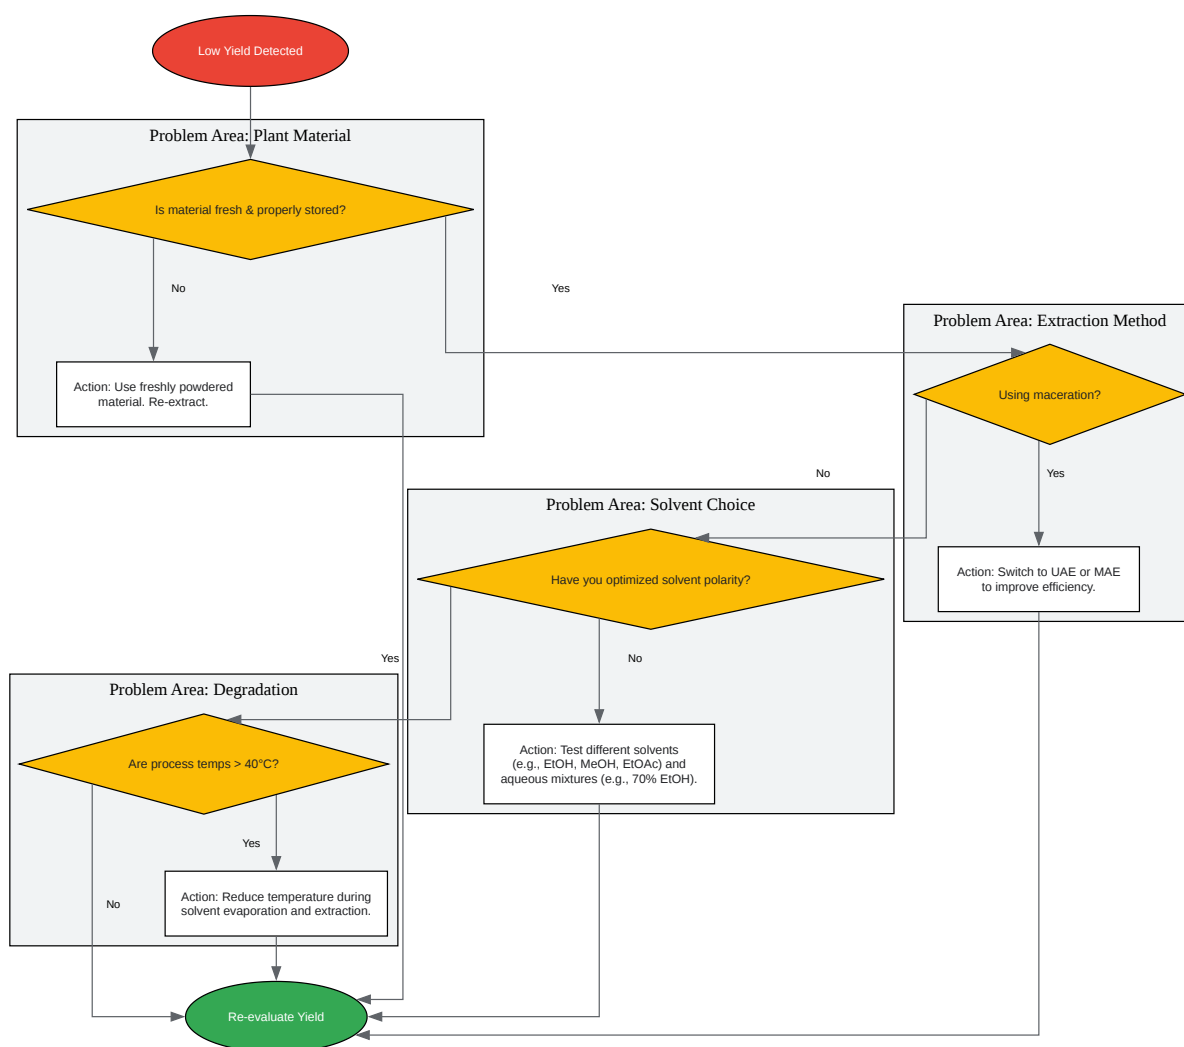 Low Yield Detected
Problem Area: Plant Material
Is material fresh & properly stored?
No
Yes
Action: Use freshly powdered
material. Re-extract.
Problem Area: Extraction Method
Using maceration?
No
Yes
Action: Switch to UAE or MAE
to improve efficiency.
Problem Area: Solvent Choice
Have you optimized solvent polarity?
Yes
No
Action: Test different solvents
(e.g., EtOH, MeOH, EtOAc) and
aqueous mixtures (e.g., 70% EtOH).
Problem Area: Degradation
Are process temps > 40°C?
Yes
No
Action: Reduce temperature during
solvent evaporation and extraction.
Re-evaluate Yield